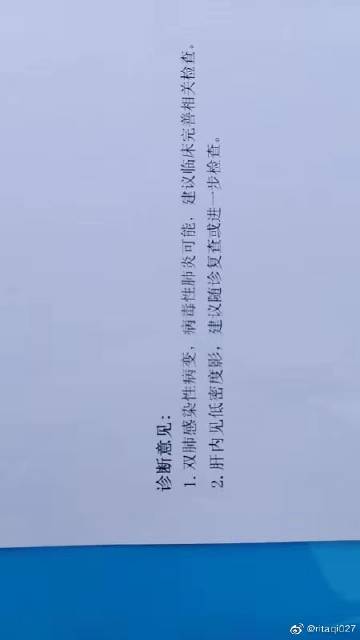 诊断意见：
1. 双肺感染性病变，病毒性肺炎可能，建议临床完善相关检查。
2. 肝内见低密度影，建议随诊复查或进一步检查。
@ritaqi027